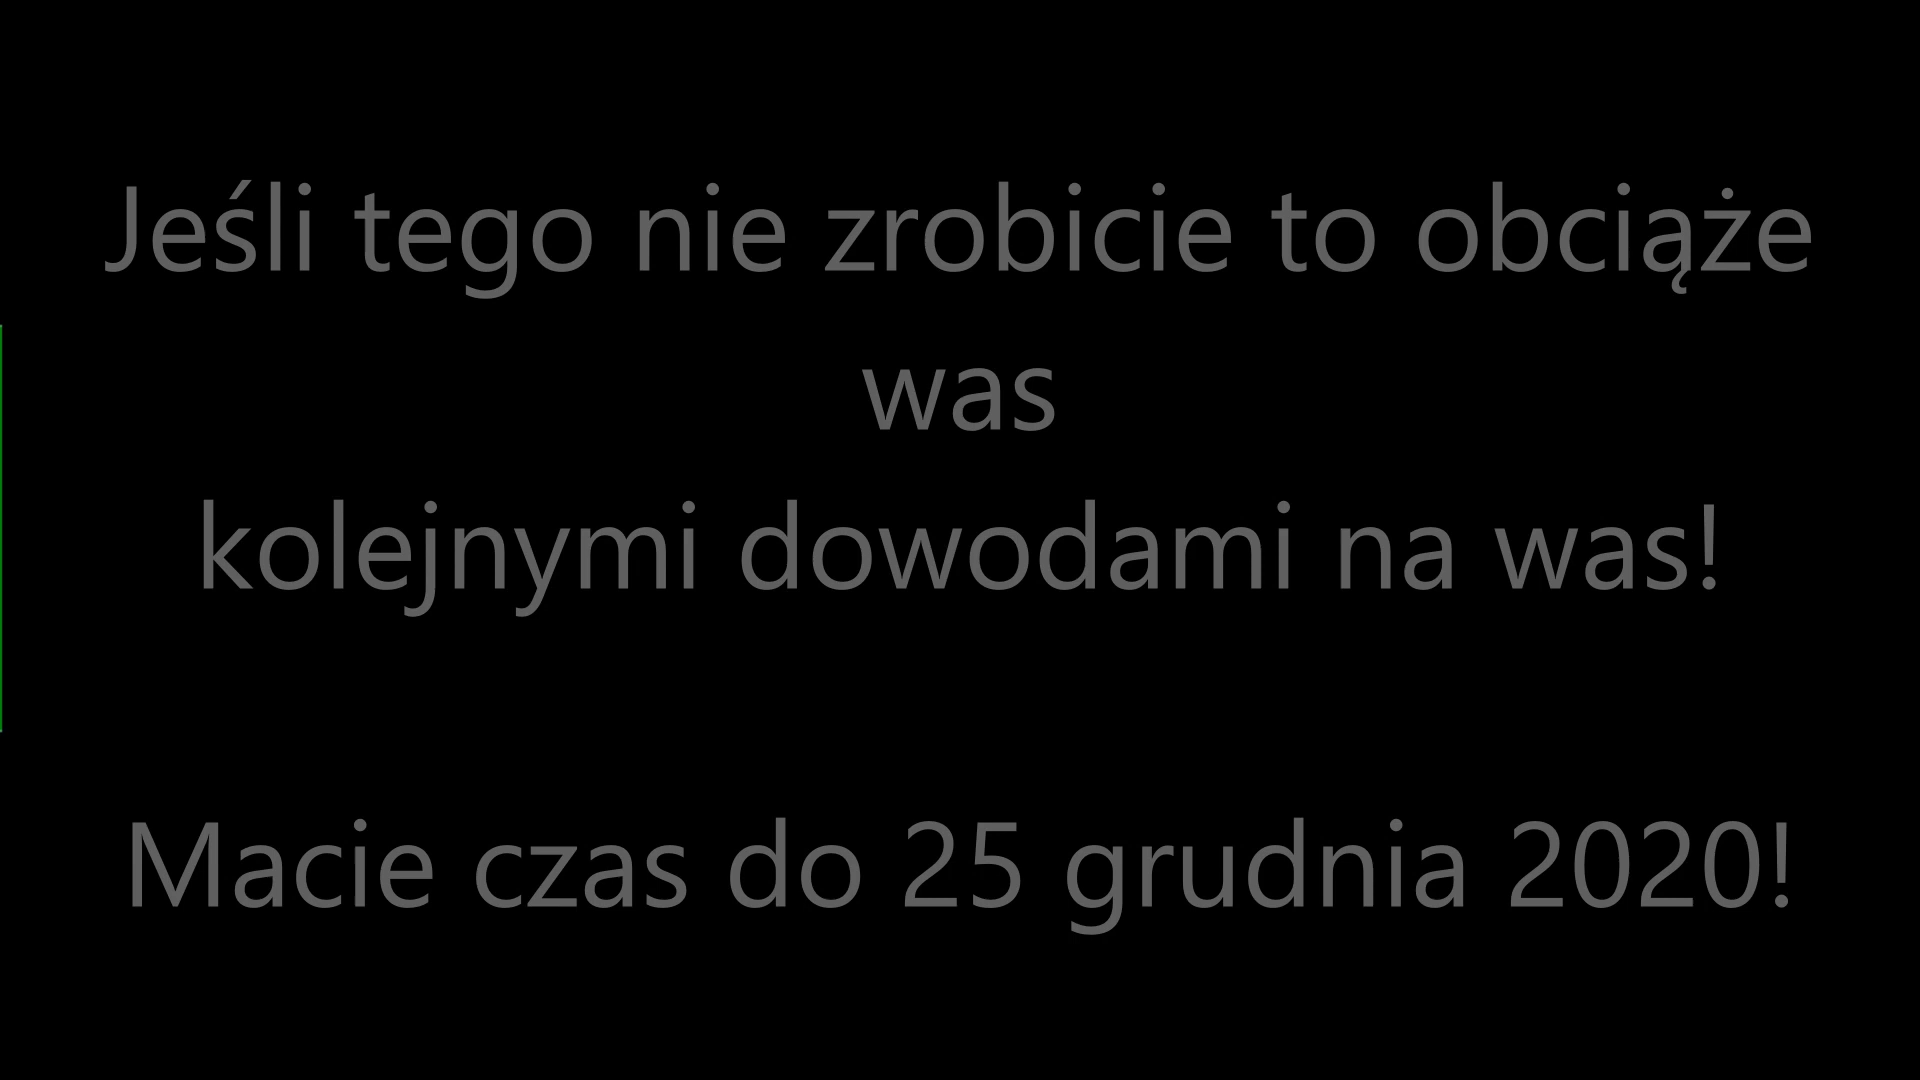 Jeśli tego nie zrobicie to obciąże
was
kolejnymi dowodami na was!
Macie czas do 25 grudnia 2020!